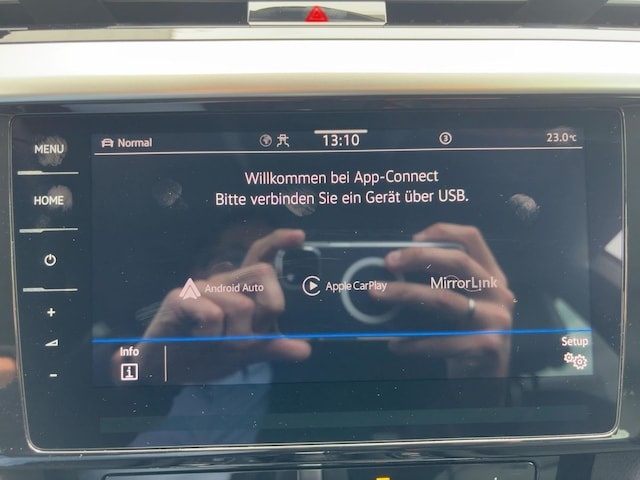 Normal 13:10 3 23.0°C
MENU
HOME
Willkommen bei App-Connect
Bitte verbinden Sie ein Gerät über USB.
Android Auto Apple CarPlay MirrorLink
Info Setup
i
+
-